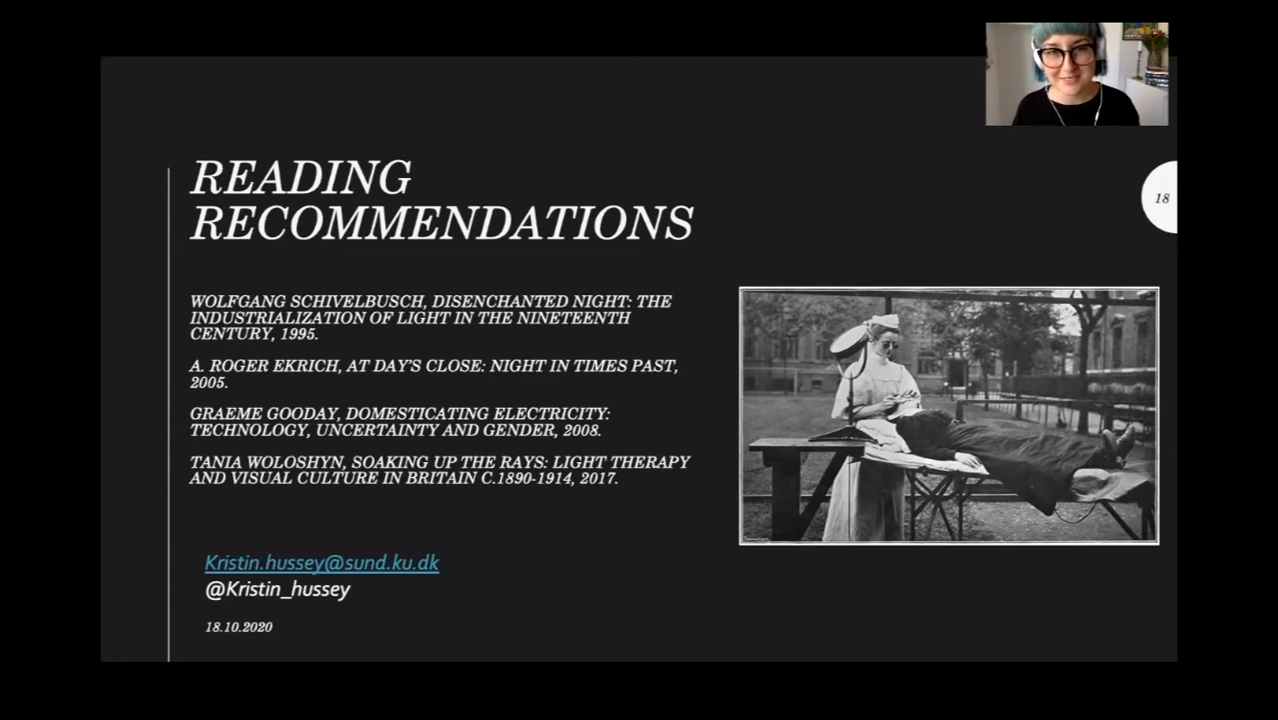 READING
RECOMMENDATIONS
18
WOLFGANG SCHIVELBUSCH, DISENCHANTED NIGHT: THE
INDUSTRIALIZATION OF LIGHT IN THE NINETEENTH
CENTURY, 1995.
A. ROGER EKRICH, AT DAY'S CLOSE: NIGHT IN TIMES PAST,
2005.
GRAEME GOODAY, DOMESTICATING ELECTRICITY:
TECHNOLOGY, UNCERTAINTY AND GENDER, 2008.
TANIA WOLOSHYN, SOAKING UP THE RAYS: LIGHT THERAPY
AND VISUAL CULTURE IN BRITAIN C.1890-1914, 2017.
Kristin.hussey@sund.ku.dk
@Kristin_hussey
18.10.2020